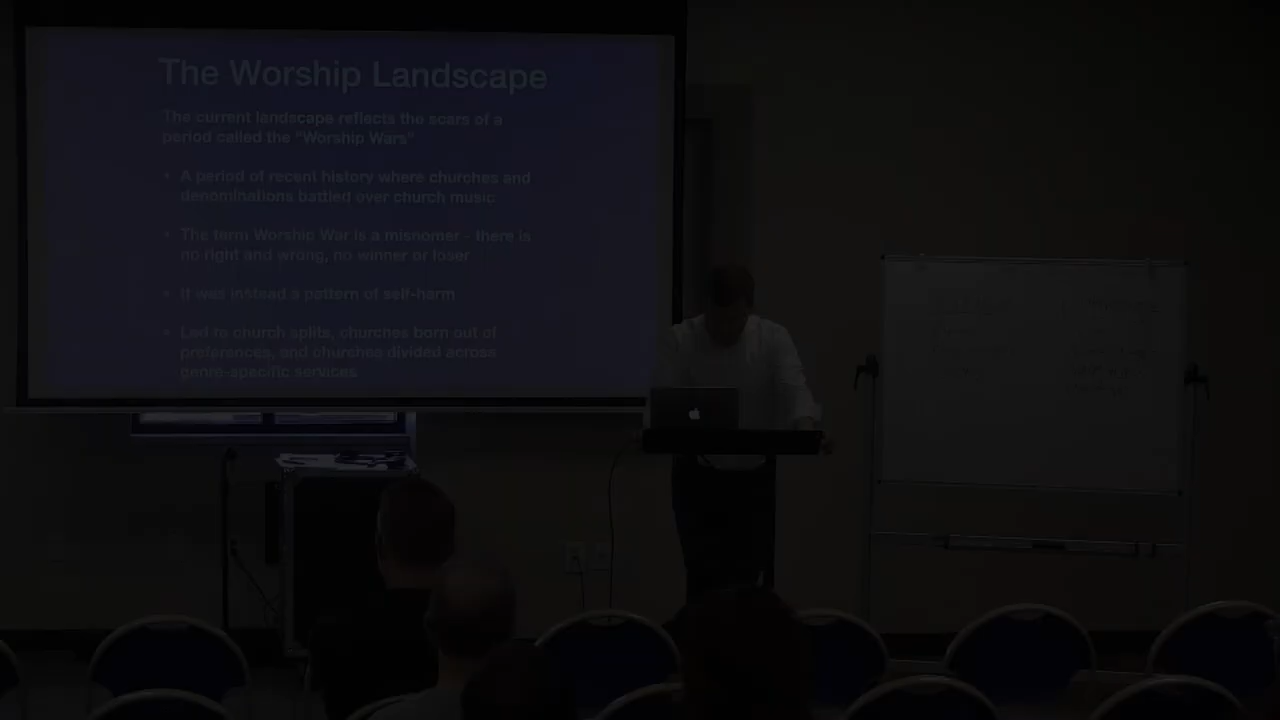 The Worship Landscape
The current landscape reflects the scars of a
period called the "Worship Wars"
• A period of recent history where churches and
denominations battled over church music
• The term Worship War is a misnomer - there is
no right and wrong, no winner or loser
• It was instead a pattern of self-harm
• Led to church splits, churches born out of
preferences, and churches divided across
genre-specific services